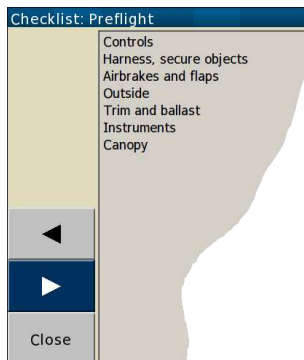 Checklist: Preflight
Controls
Harness, secure objects
Airbrakes and flaps
Outside
Trim and ballast
Instruments
Canopy
Close